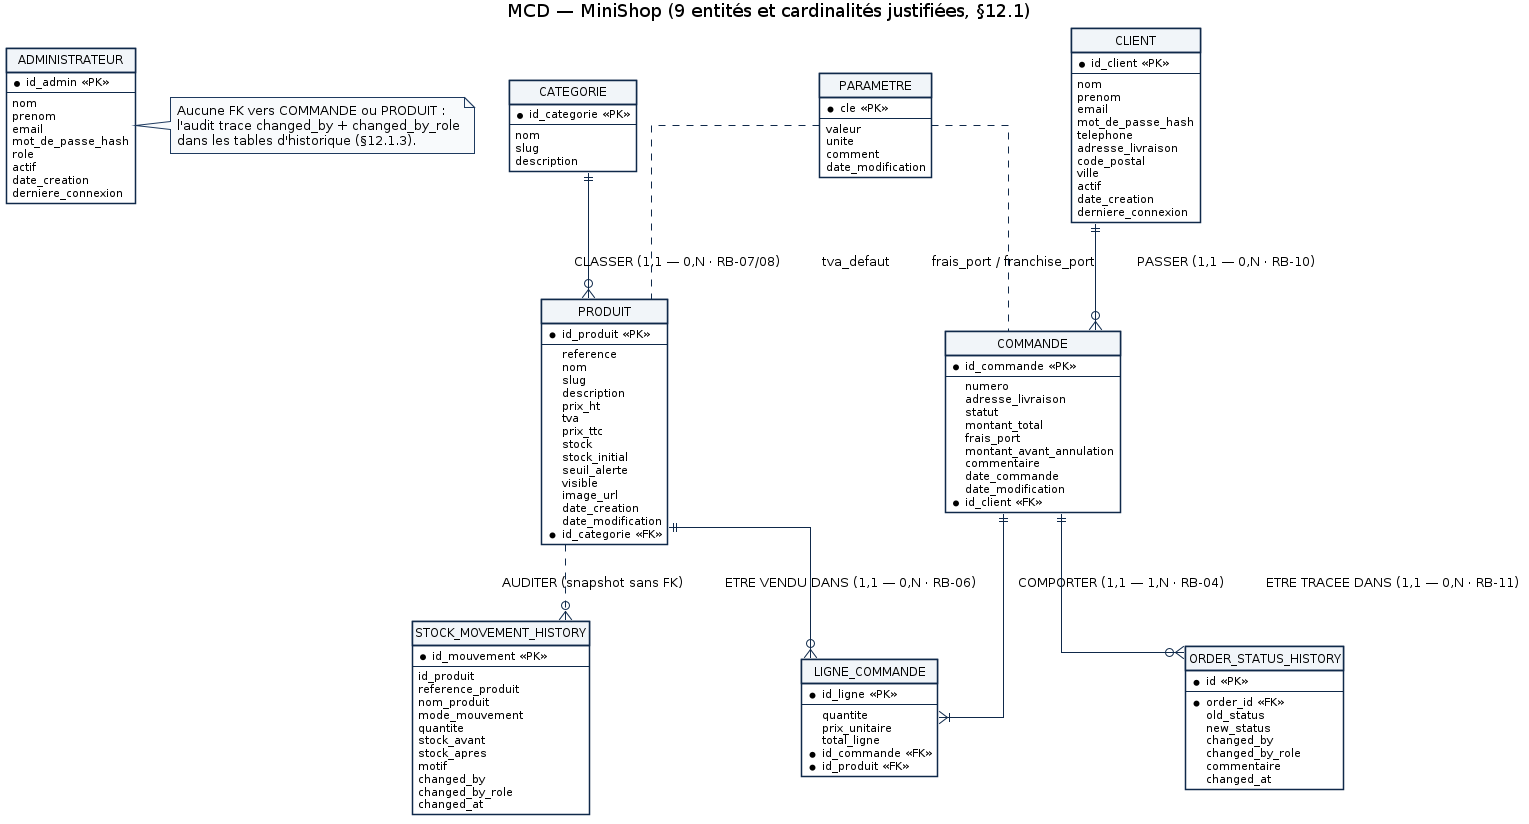 MCD — MiniShop (9 entités et cardinalités justifiées, §12.1)
ADMINISTRATEUR
id_admin «PK»
nom
prenom
email
mot_de_passe_hash
role
actif
date_creation
derniere_connexion
Aucune FK vers COMMANDE ou PRODUIT :
l'audit trace changed_by + changed_by_role
dans les tables d'historique (§12.1.3).
CATEGORIE
id_categorie «PK»
nom
slug
description
PARAMETRE
cle «PK»
valeur
unite
comment
date_modification
CLIENT
id_client «PK»
nom
prenom
email
mot_de_passe_hash
telephone
adresse_livraison
code_postal
ville
actif
date_creation
derniere_connexion
CLASSER (1,1 — 0,N · RB-07/08)
tva_defaut
frais_port / franchise_port
PASSER (1,1 — 0,N · RB-10)
PRODUIT
id_produit «PK»
reference
nom
slug
description
prix_ht
tva
prix_ttc
stock
stock_initial
seuil_alerte
visible
image_url
date_creation
date_modification
id_categorie «FK»
COMMANDE
id_commande «PK»
numero
adresse_livraison
statut
montant_total
frais_port
montant_avant_annulation
commentaire
date_commande
date_modification
id_client «FK»
AUDITER (snapshot sans FK)
ETRE VENDU DANS (1,1 — 0,N · RB-06)
COMPORTER (1,1 — 1,N · RB-04)
ETRE TRACEE DANS (1,1 — 0,N · RB-11)
STOCK_MOVEMENT_HISTORY
id_mouvement «PK»
id_produit
reference_produit
nom_produit
mode_mouvement
quantite
stock_avant
stock_apres
motif
changed_by
changed_by_role
changed_at
LIGNE_COMMANDE
id_ligne «PK»
quantite
prix_unitaire
total_ligne
id_commande «FK»
id_produit «FK»
ORDER_STATUS_HISTORY
id «PK»
order_id «FK»
old_status
new_status
changed_by
changed_by_role
commentaire
changed_at